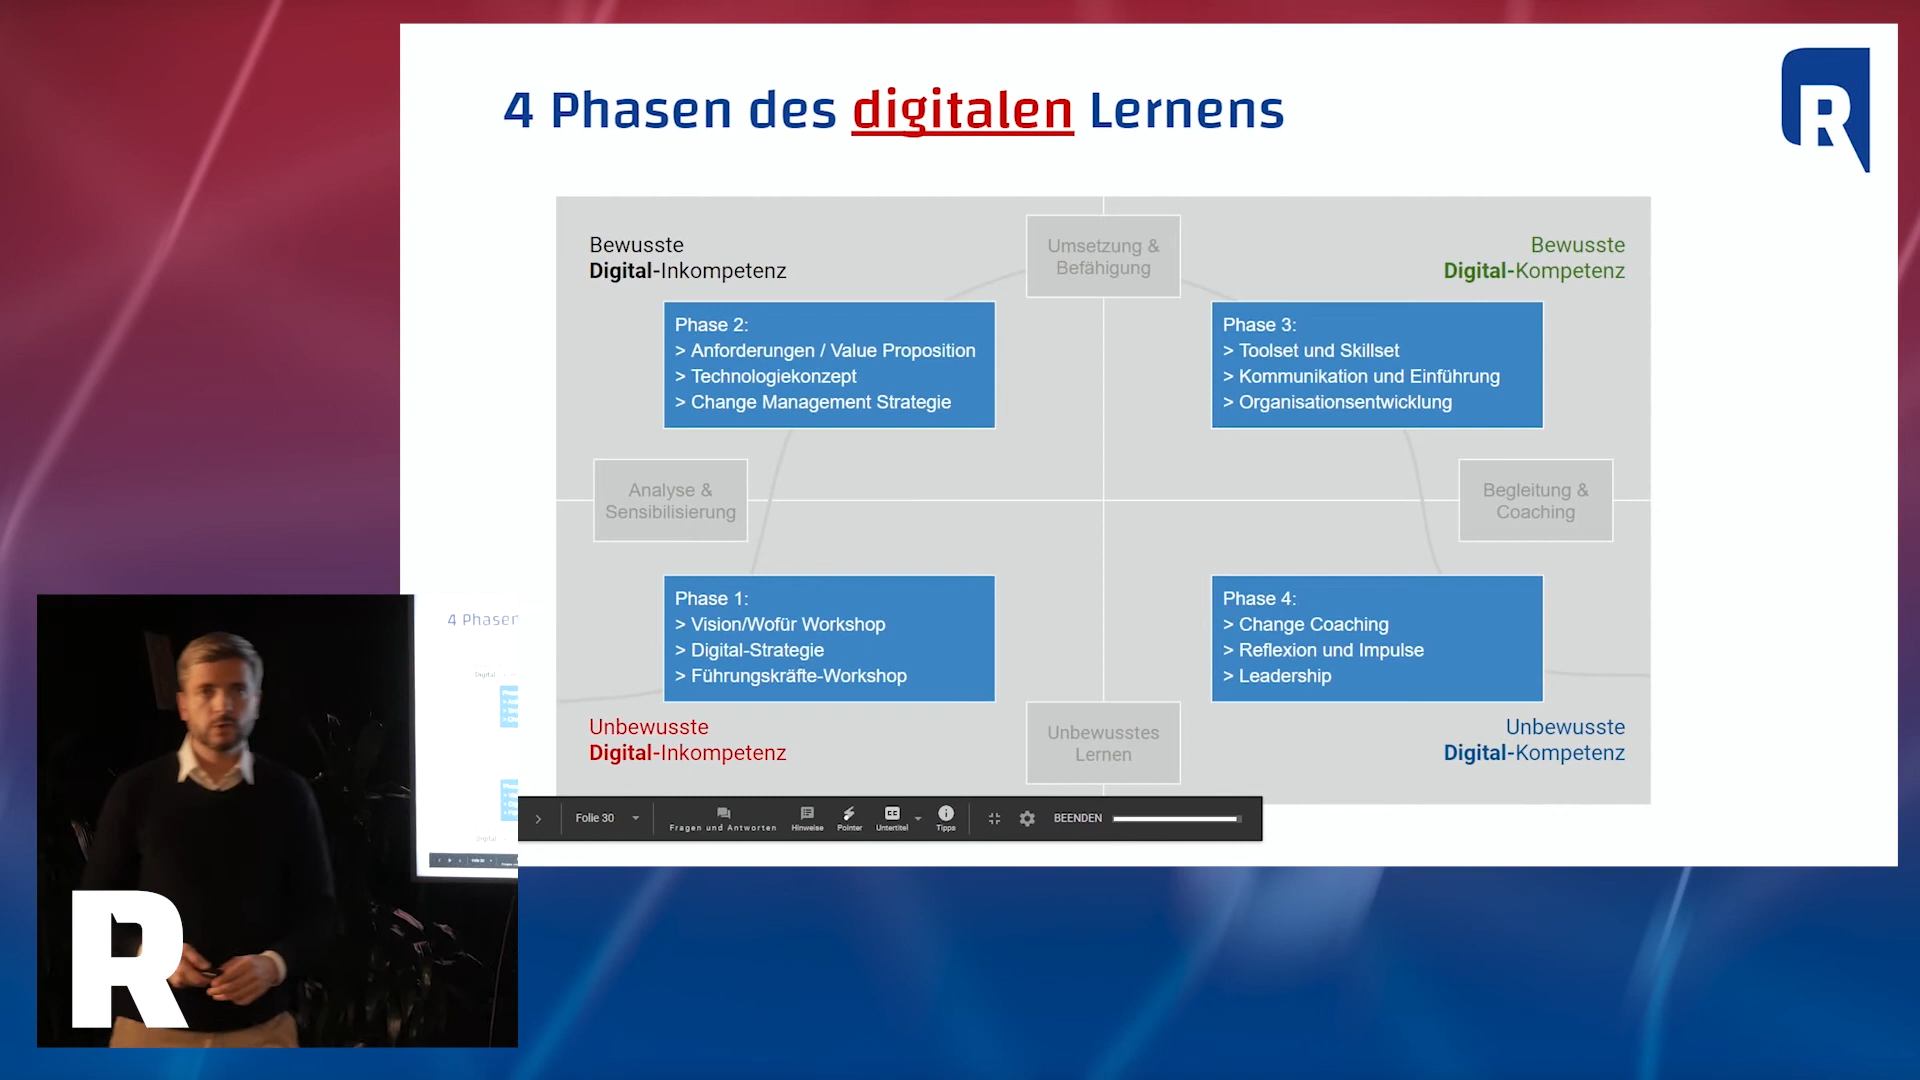 4 Phasen des digitalen Lernens
R
Bewusste
Digital-Inkompetenz
Umsetzung &
Befähigung
Bewusste
Digital-Kompetenz
Phase 2:
> Anforderungen / Value Proposition
> Technologiekonzept
> Change Management Strategie
Phase 3:
> Toolset und Skillset
> Kommunikation und Einführung
> Organisationsentwicklung
Analyse &
Sensibilisierung
Begleitung &
Coaching
Phase 1:
> Vision/Wofür Workshop
> Digital-Strategie
> Führungskräfte-Workshop
Phase 4:
> Change Coaching
> Reflexion und Impulse
> Leadership
Unbewusste
Digital-Inkompetenz
Unbewusstes
Lernen
Unbewusste
Digital-Kompetenz
Folie 30
Fragen und Antworten
Hinweise
Pointer
CC
Untertitel
Tipps
BEENDEN
4 Phasen
Digital
R